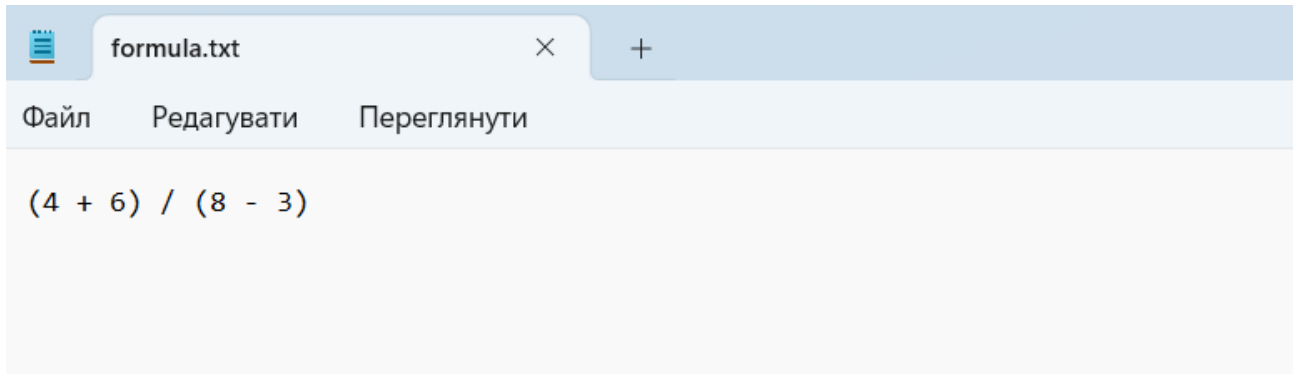 formula.txt
Файл Редагувати Переглянути
(4 + 6) / (8 - 3)